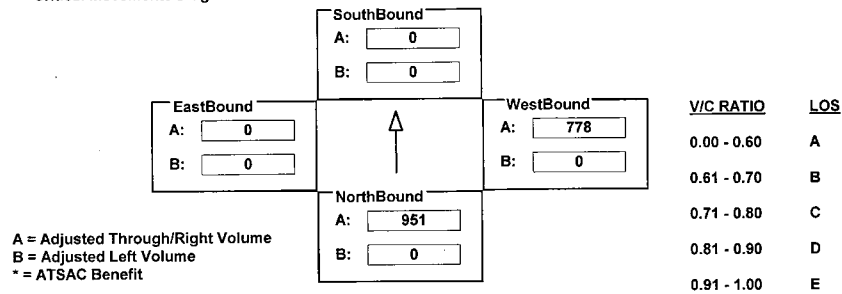 SouthBound
A: 0
B: 0
EastBound
A: 0
B: 0
WestBound
A: 778
B: 0
NorthBound
A: 951
B: 0
A = Adjusted Through/Right Volume
B = Adjusted Left Volume
* = ATSAC Benefit
V/C RATIO LOS
0.00 - 0.60 A
0.61 - 0.70 B
0.71 - 0.80 C
0.81 - 0.90 D
0.91 - 1.00 E